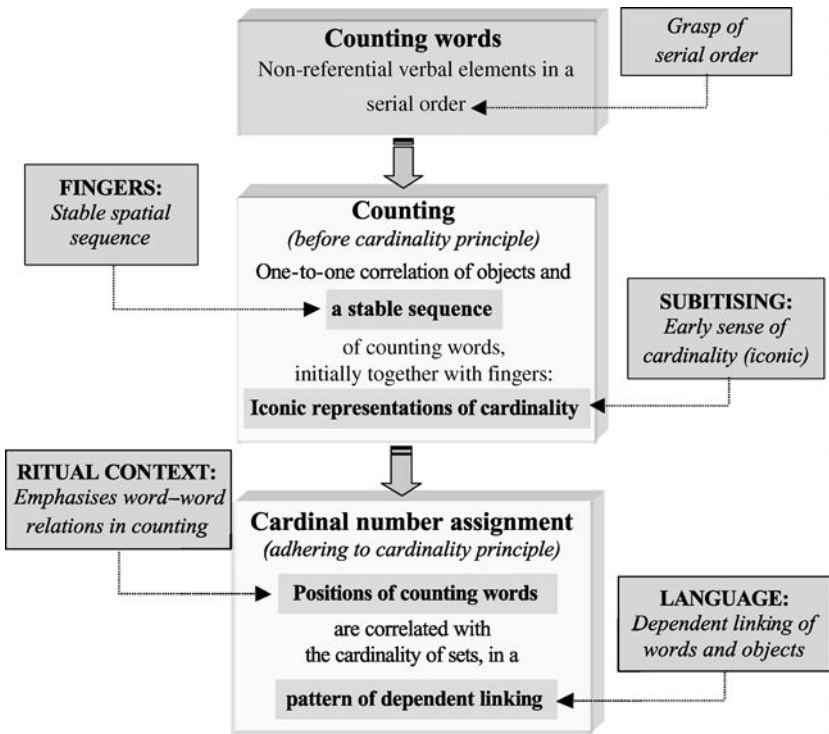 Counting words
Non-referential verbal elements in a
serial order
Grasp of
serial order
FINGERS:
Stable spatial
sequence
Counting
(before cardinality principle)
One-to-one correlation of objects and
a stable sequence
of counting words,
initially together with fingers:
Iconic representations of cardinality
SUBITISING:
Early sense of
cardinality (iconic)
RITUAL CONTEXT:
Emphasises word–word
relations in counting
Cardinal number assignment
(adhering to cardinality principle)
Positions of counting words
are correlated with
the cardinality of sets, in a
pattern of dependent linking
LANGUAGE:
Dependent linking of
words and objects